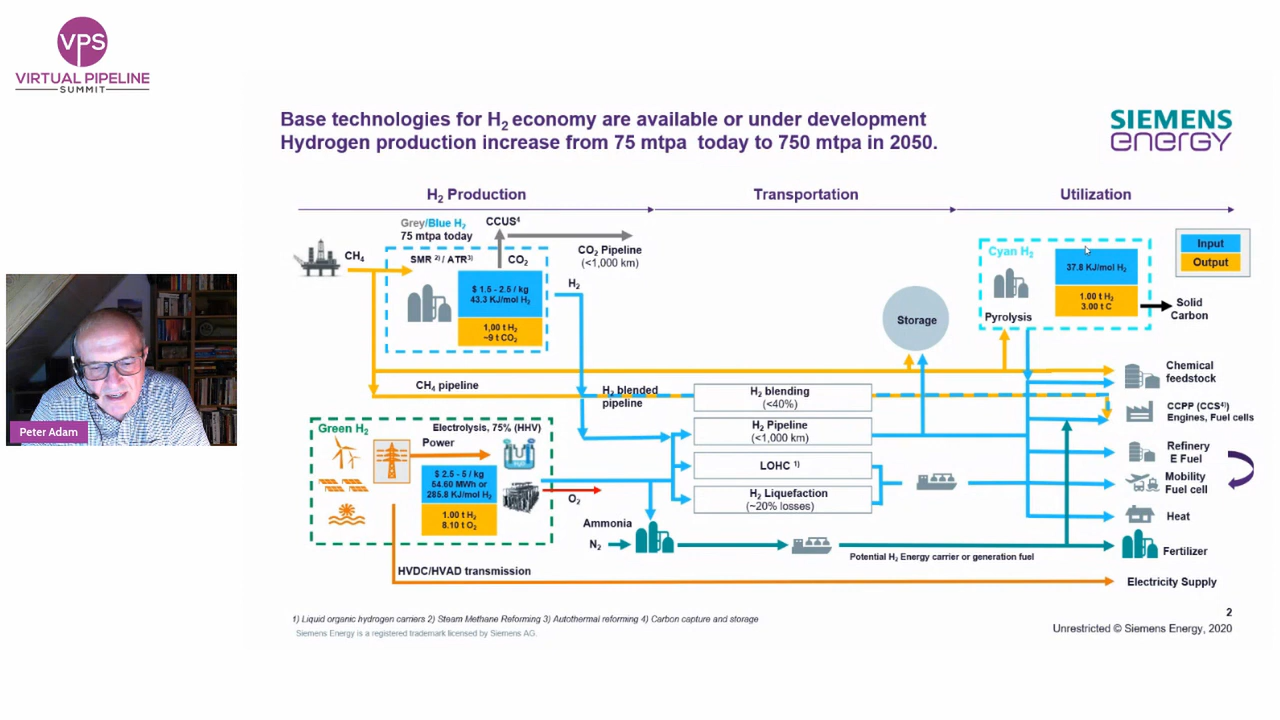 VPS
VIRTUAL PIPELINE
SUMMIT
Base technologies for H2 economy are available or under development
Hydrogen production increase from 75 mtpa today to 750 mtpa in 2050.
SIEMENS
energy
H2 Production
Transportation
Utilization
Grey/Blue H2
75 mtpa today
CCUS4
CH4
SMR 2) / ATR3)
CO2
CO2 Pipeline
(<1,000 km)
$ 1.5 - 2.5 / kg
43.3 KJ/mol H2
1,00 t H2
~9 t CO2
H2
Storage
Cyan H2
37.8 KJ/mol H2
1.00 t H2
3.00 t C
Pyrolysis
Solid
Carbon
Input
Output
CH4 pipeline
H2 blended
pipeline
H2 blending
(<40%)
H2 Pipeline
(<1,000 km)
LOHC 1)
H2 Liquefaction
(~20% losses)
Chemical
feedstock
CCPP (CCS4))
Engines, Fuel cells
Refinery
E Fuel
Mobility
Fuel cell
Heat
Fertilizer
Electricity Supply
Green H2
Electrolysis, 75% (HHV)
Power
$ 2.5 - 5 / kg
54.60 MWh or
285.8 KJ/mol H2
1.00 t H2
8.10 t O2
O2
Ammonia
N2
Potential H2 Energy carrier or generation fuel
HVDC/HVAD transmission
1) Liquid organic hydrogen carriers 2) Steam Methane Reforming 3) Autothermal reforming 4) Carbon capture and storage
Siemens Energy is a registered trademark licensed by Siemens AG.
2
Unrestricted © Siemens Energy, 2020
Peter Adam